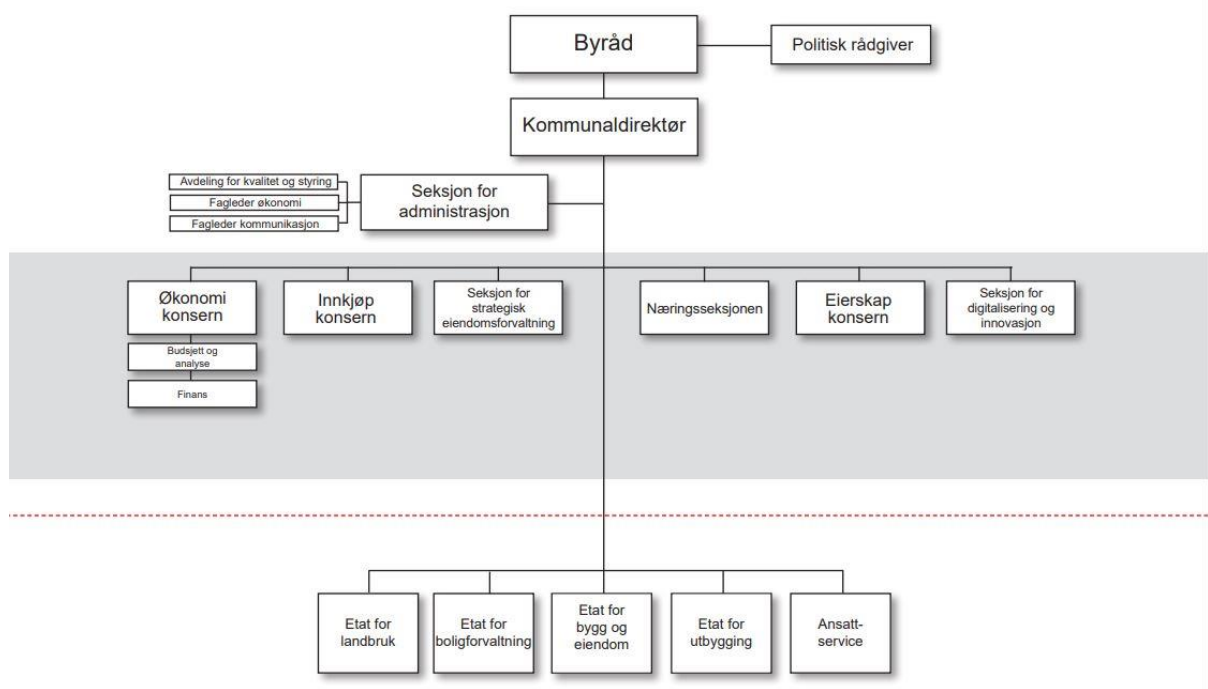 Byråd
Politisk rådgiver
Kommunaldirektør
Avdeling for kvalitet og styring
Fagleder økonomi
Fagleder kommunikasjon
Seksjon for
administrasjon
Økonomi
konsern
Innkjøp
konsern
Seksjon for
strategisk
eiendomsforvaltning
Næringsseksjonen
Eierskap
konsern
Seksjon for
digitalisering og
innovasjon
Budsjett og
analyse
Finans
Etat for
landbruk
Etat for
boligforvaltning
Etat for
bygg og
eiendom
Etat for
utbygging
Ansatt-
service